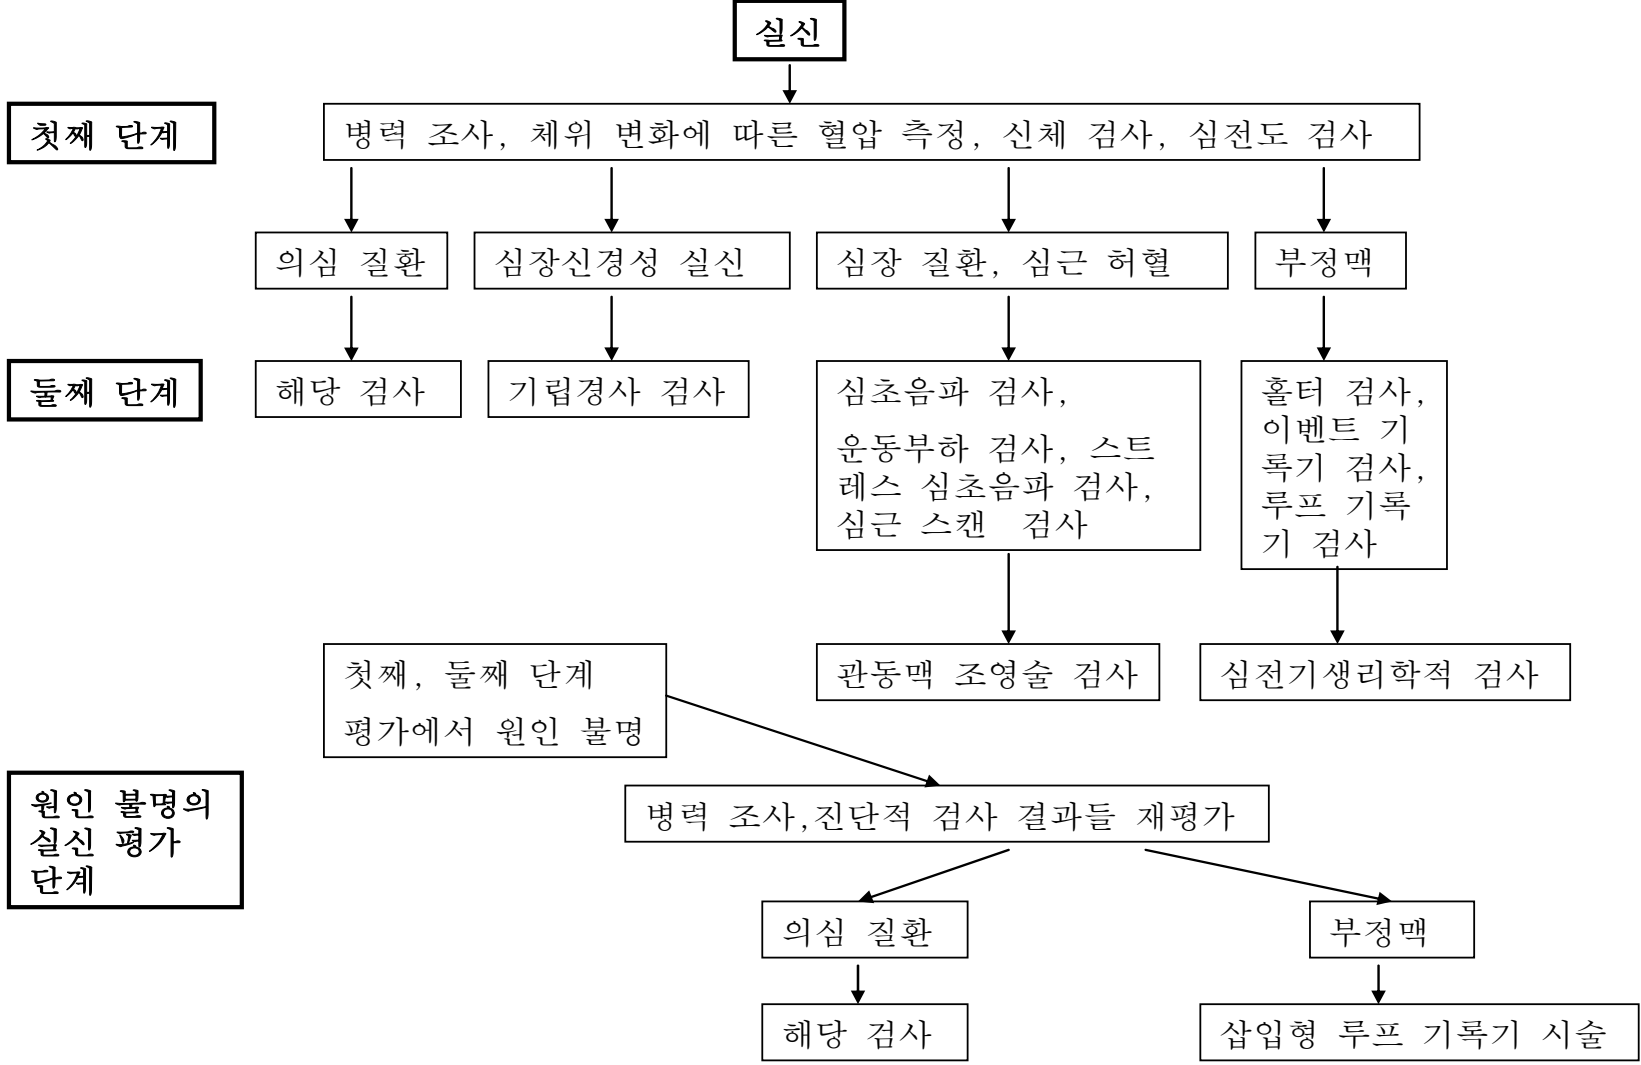 실신
첫째 단계
병력 조사, 체위 변화에 따른 혈압 측정, 신체 검사, 심전도 검사
의심 질환
심장신경성 실신
심장 질환, 심근 허혈
부정맥
둘째 단계
해당 검사
기립경사 검사
심초음파 검사,
운동부하 검사, 스트
레스 심초음파 검사,
심근 스캔 검사
홀터 검사,
이벤트 기
록기 검사,
루프 기록
기 검사
첫째, 둘째 단계
평가에서 원인 불명
관동맥 조영술 검사
심전기생리학적 검사
원인 불명의
실신 평가
단계
병력 조사,진단적 검사 결과들 재평가
의심 질환
부정맥
해당 검사
삽입형 루프 기록기 시술